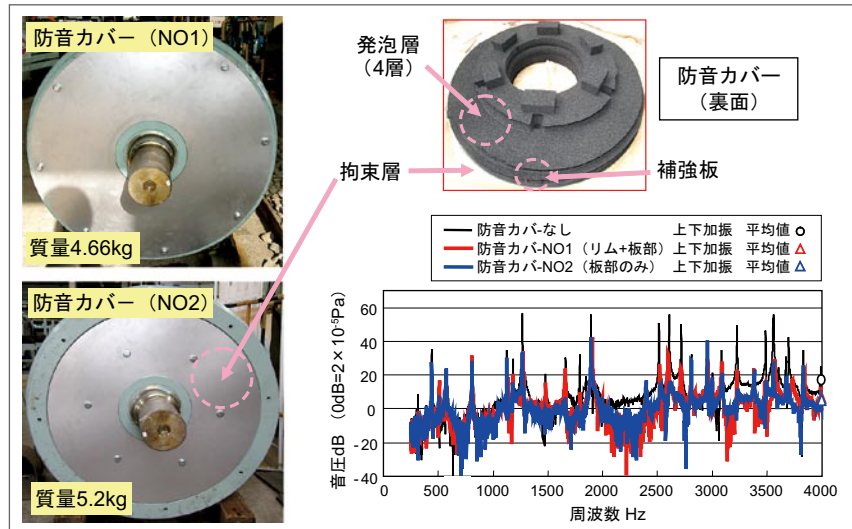 防音カバー（NO1）
質量4.66kg
防音カバー（NO2）
質量5.2kg
発泡層
（4層）
防音カバー
（裏面）
拘束層
補強板
防音カバ-なし 上下加振 平均値
防音カバ-NO1（リム+板部） 上下加振 平均値
防音カバ-NO2（板部のみ） 上下加振 平均値
音圧dB （0dB=2×10⁻⁵Pa）
60
40
20
0
-20
-40
0 500 1000 1500 2000 2500 3000 3500 4000
周波数 Hz